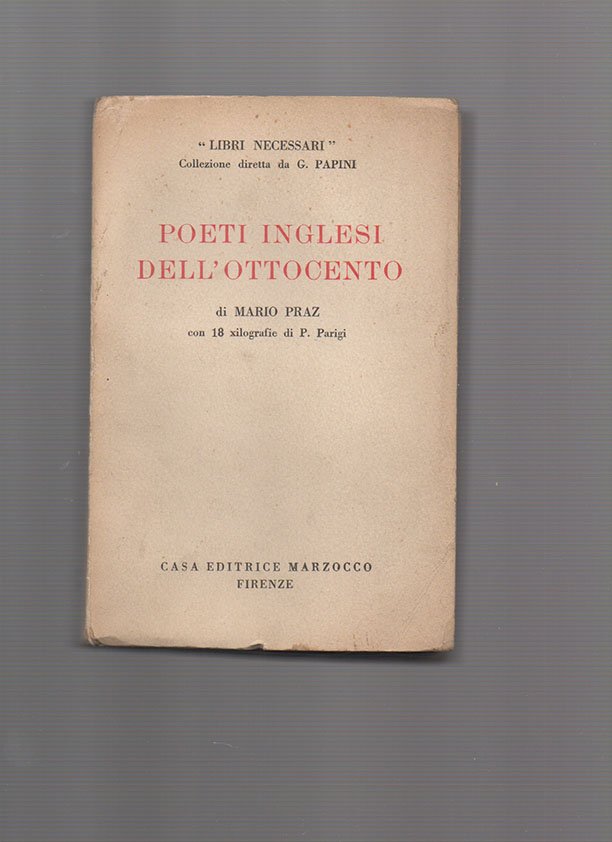 “ LIBRI NECESSARI ”
Collezione diretta da G. PAPINI
POETI INGLESI
DELL’OTTOCENTO
di MARIO PRAZ
con 18 xilografie di P. Parigi
CASA EDITRICE MARZOCCO
FIRENZE